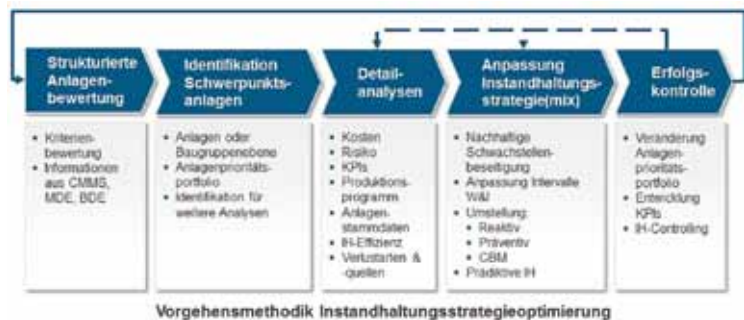 Strukturierte
Anlagen-
bewertung
Identifikation
Schwerpunkts-
anlagen
Detail-
analysen
Anpassung
Instandhaltungs-
strategie(mix)
Erfolgs-
kontrolle
• Kriterien-
bewertung
• Informationen
aus CMMS,
MDE, BDE
• Anlagen oder
Baugruppenebene
• Anlagenprioritäts-
portfolio
• Identifikation für
weitere Analysen
• Kosten
• Risiko
• KPIs
• Produktions-
programm
• Anlagen-
stammdaten
• IH-Effizienz
• Verlustarten &
-quellen
• Nachhaltige
Schwachstellen-
beseitigung
• Anpassung Intervalle
W&I
• Umstellung:
• Reaktiv
• Präventiv
• CBM
• Prädiktive IH
• Veränderung
Anlagen-
prioritäts-
portfolio
• Entwicklung
KPIs
• IH-Controlling
Vorgehensmethodik Instandhaltungsstrategieoptimierung